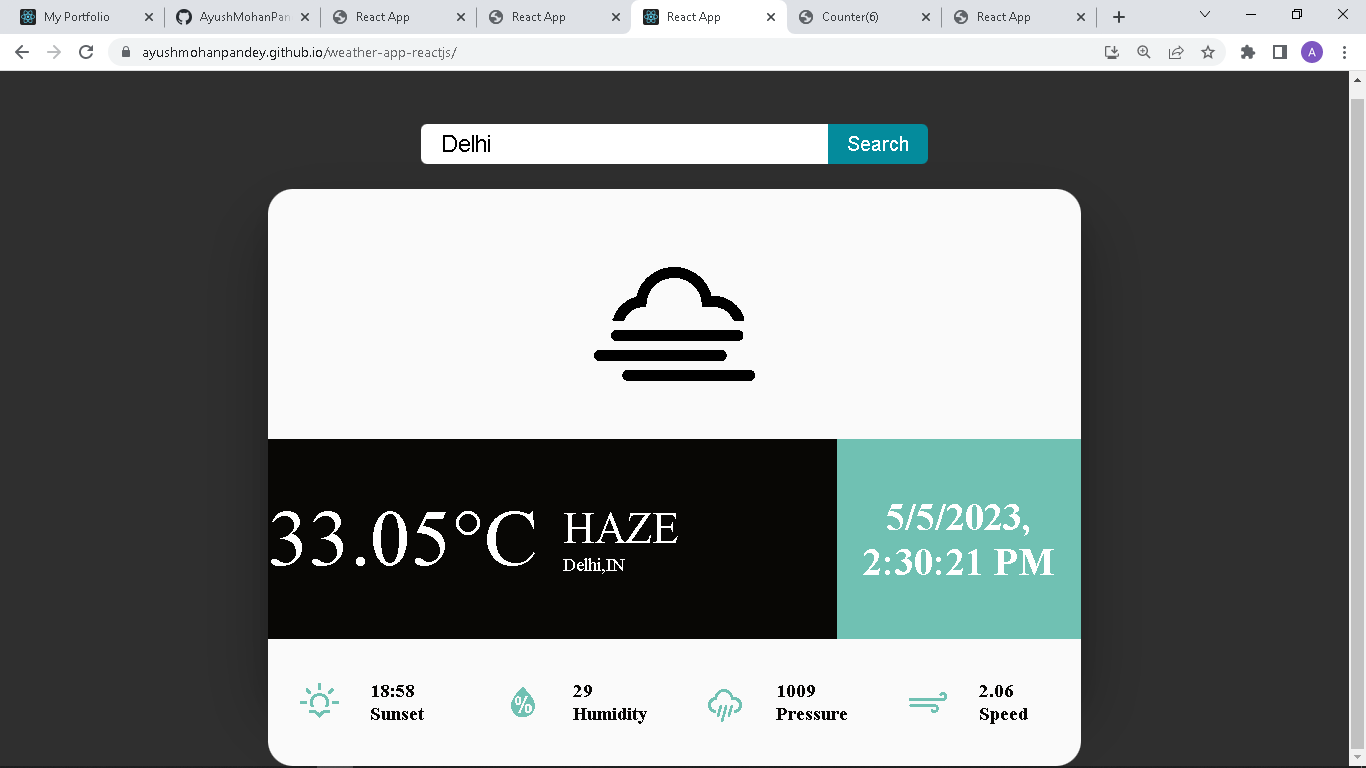 My Portfolio
AyushMohanPan
React App
React App
React App
Counter(6)
React App
ayushmohanpandey.github.io/weather-app-reactjs/
A
Delhi
Search
33.05°C
HAZE
Delhi,IN
5/5/2023,
2:30:21 PM
%
18:58
Sunset
29
Humidity
1009
Pressure
2.06
Speed